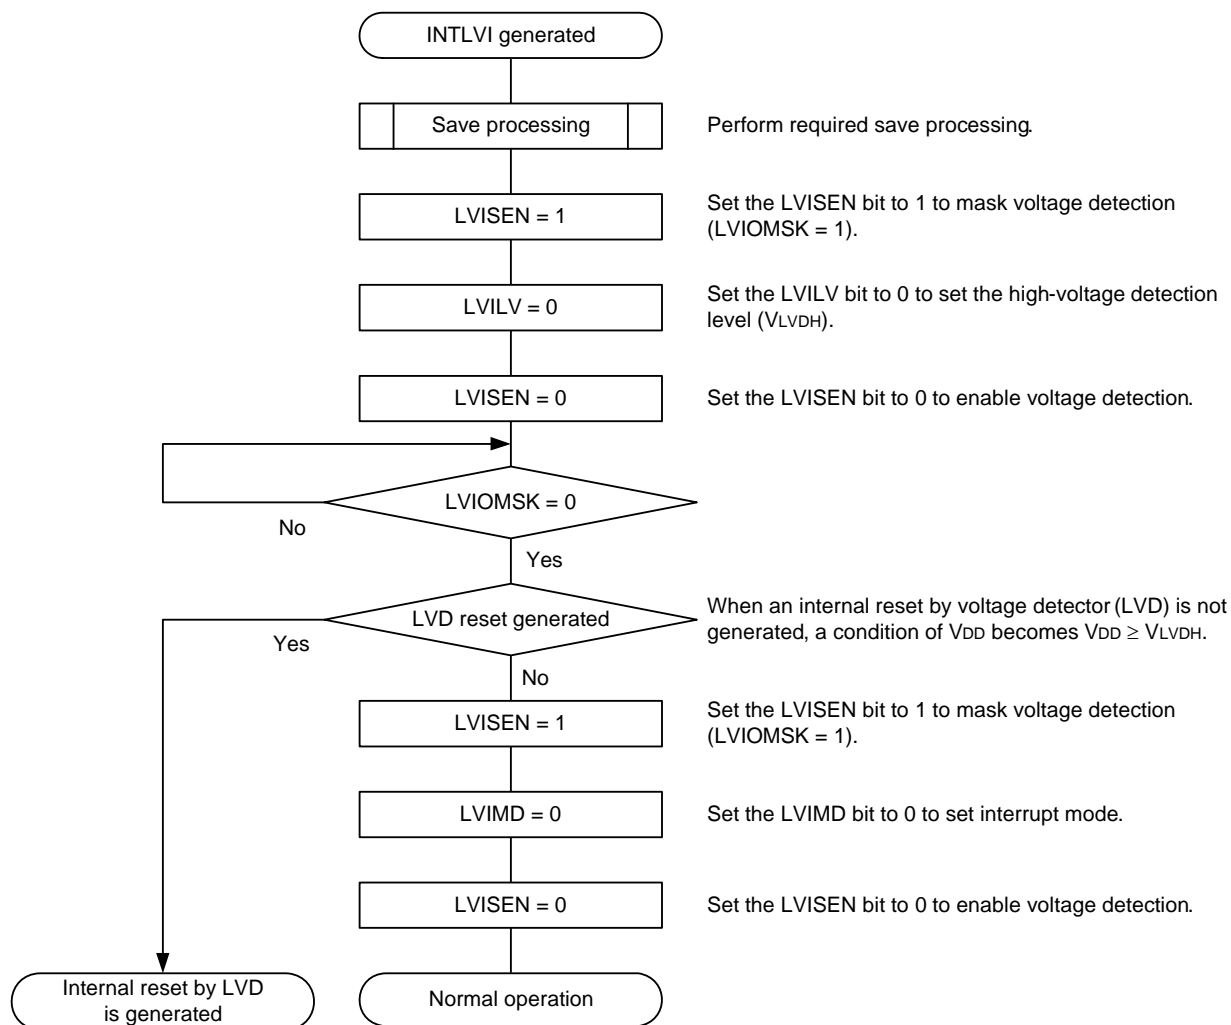 INTLVI generated
Save processing
Perform required save processing.
LVISEN = 1
Set the LVISEN bit to 1 to mask voltage detection
(LVIOMSK = 1).
LVILV = 0
Set the LVILV bit to 0 to set the high-voltage detection
level (VLVDH).
LVISEN = 0
Set the LVISEN bit to 0 to enable voltage detection.
LVIOMSK = 0
No
Yes
LVD reset generated
When an internal reset by voltage detector (LVD) is not
generated, a condition of VDD becomes VDD ≥ VLVDH.
Yes
No
LVISEN = 1
Set the LVISEN bit to 1 to mask voltage detection
(LVIOMSK = 1).
LVIMD = 0
Set the LVIMD bit to 0 to set interrupt mode.
LVISEN = 0
Set the LVISEN bit to 0 to enable voltage detection.
Internal reset by LVD
is generated
Normal operation